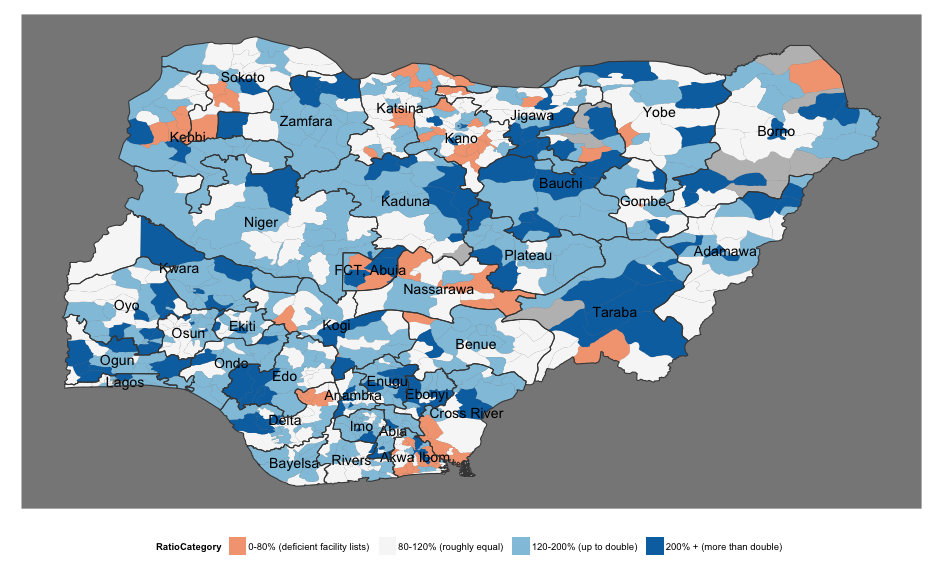 Sokoto
Katsina
Jigawa
Yobe
Zamfara
Borno
Kebbi
Kano
Bauchi
Kaduna
Gombe
Niger
Adamawa
Plateau
Kwara
FCT, Abuja
Nassarawa
Oyo
Taraba
Osun
Ekiti
Kogi
Benue
Ogun
Ondo
Lagos
Edo
Enugu
Anambra
Ebonyi
Cross River
Delta
Imo
Abia
Bayelsa
Rivers
Akwa Ibom
RatioCategory 0-80% (deficient facility lists) 80-120% (roughly equal) 120-200% (up to double) 200% + (more than double)